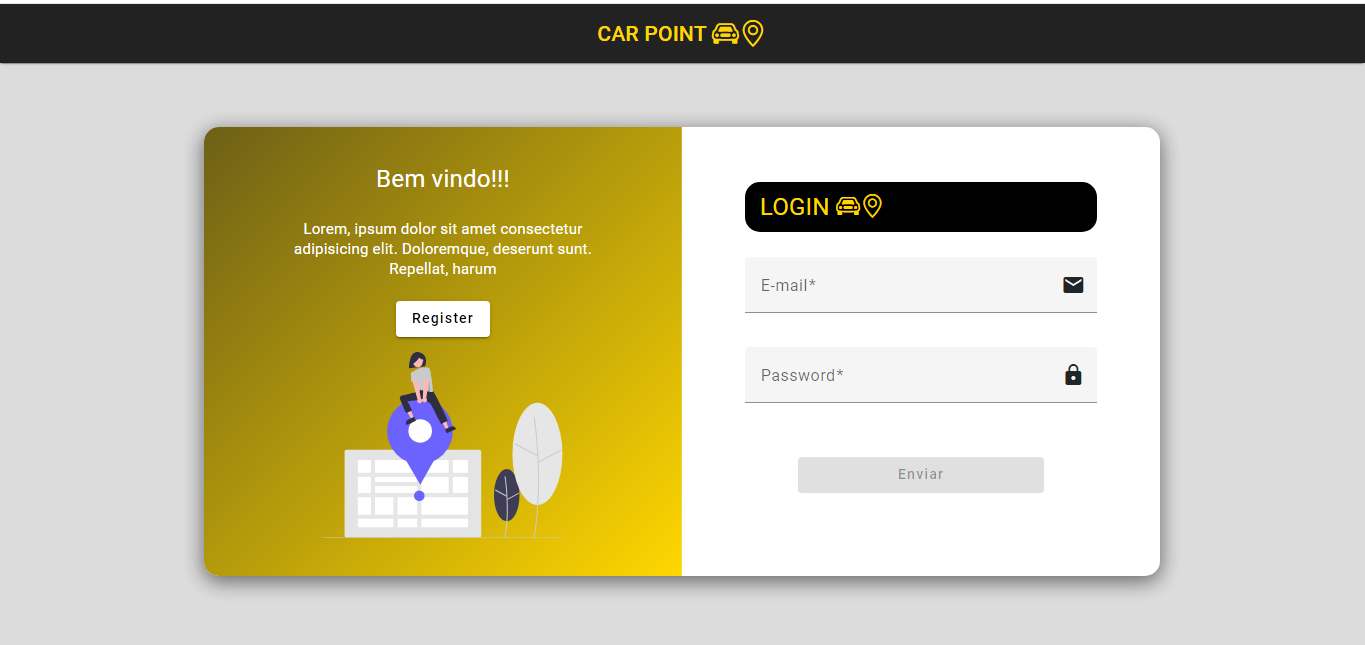 CAR POINT
Bem vindo!!!
Lorem, ipsum dolor sit amet consectetur
adipisicing elit. Doloremque, deserunt sunt.
Repellat, harum
Register
LOGIN
E-mail*
Password*
Enviar